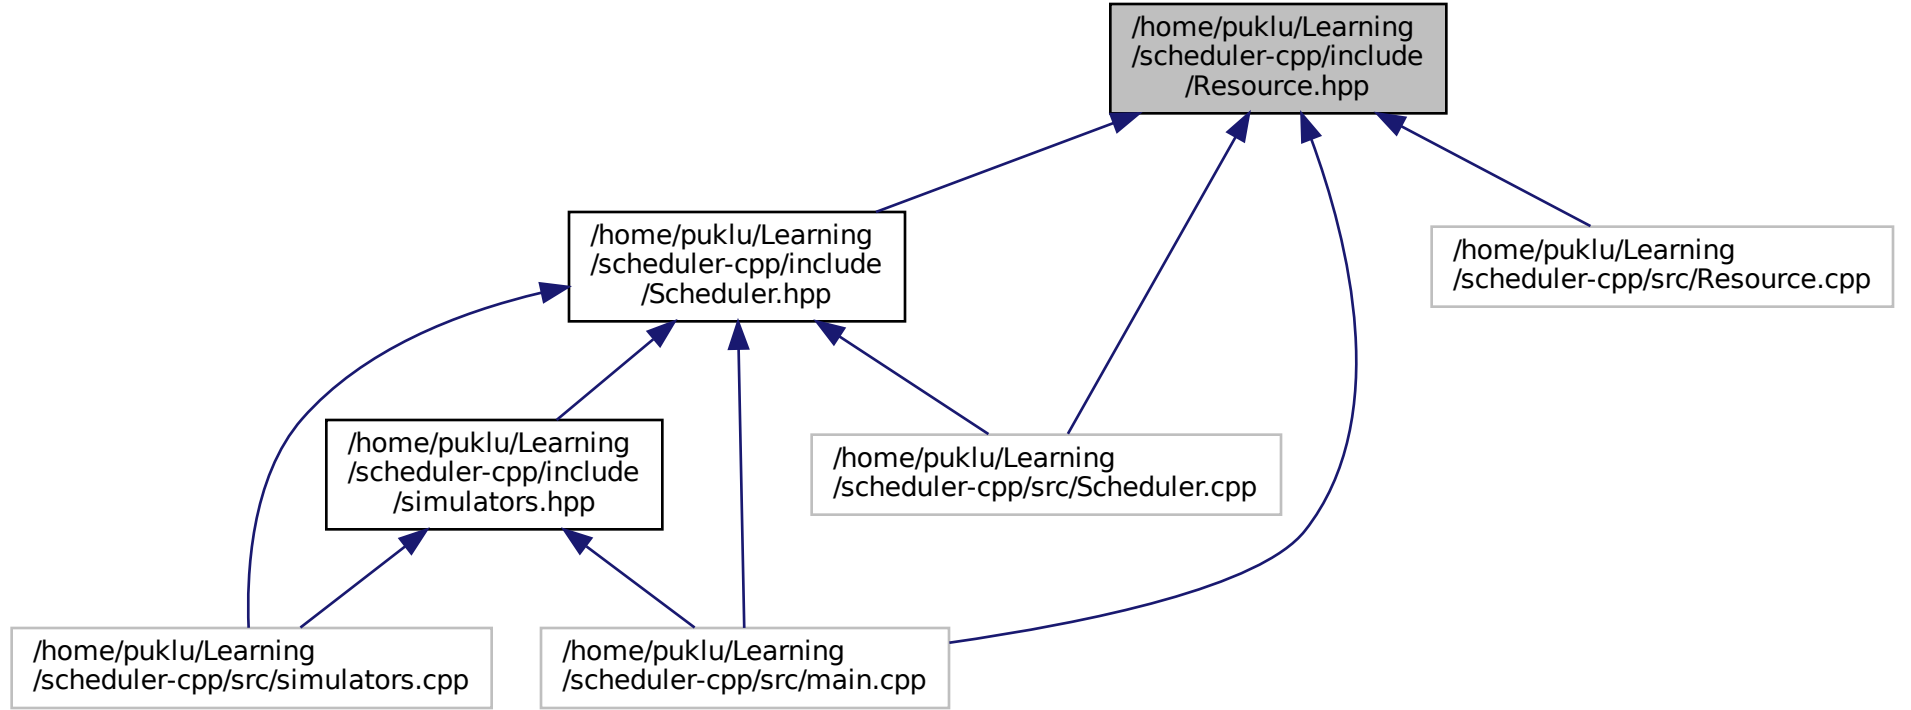 /home/puklu/Learning
/scheduler-cpp/include
/Resource.hpp
/home/puklu/Learning
/scheduler-cpp/include
/Scheduler.hpp
/home/puklu/Learning
/scheduler-cpp/src/Resource.cpp
/home/puklu/Learning
/scheduler-cpp/include
/simulators.hpp
/home/puklu/Learning
/scheduler-cpp/src/Scheduler.cpp
/home/puklu/Learning
/scheduler-cpp/src/simulators.cpp
/home/puklu/Learning
/scheduler-cpp/src/main.cpp